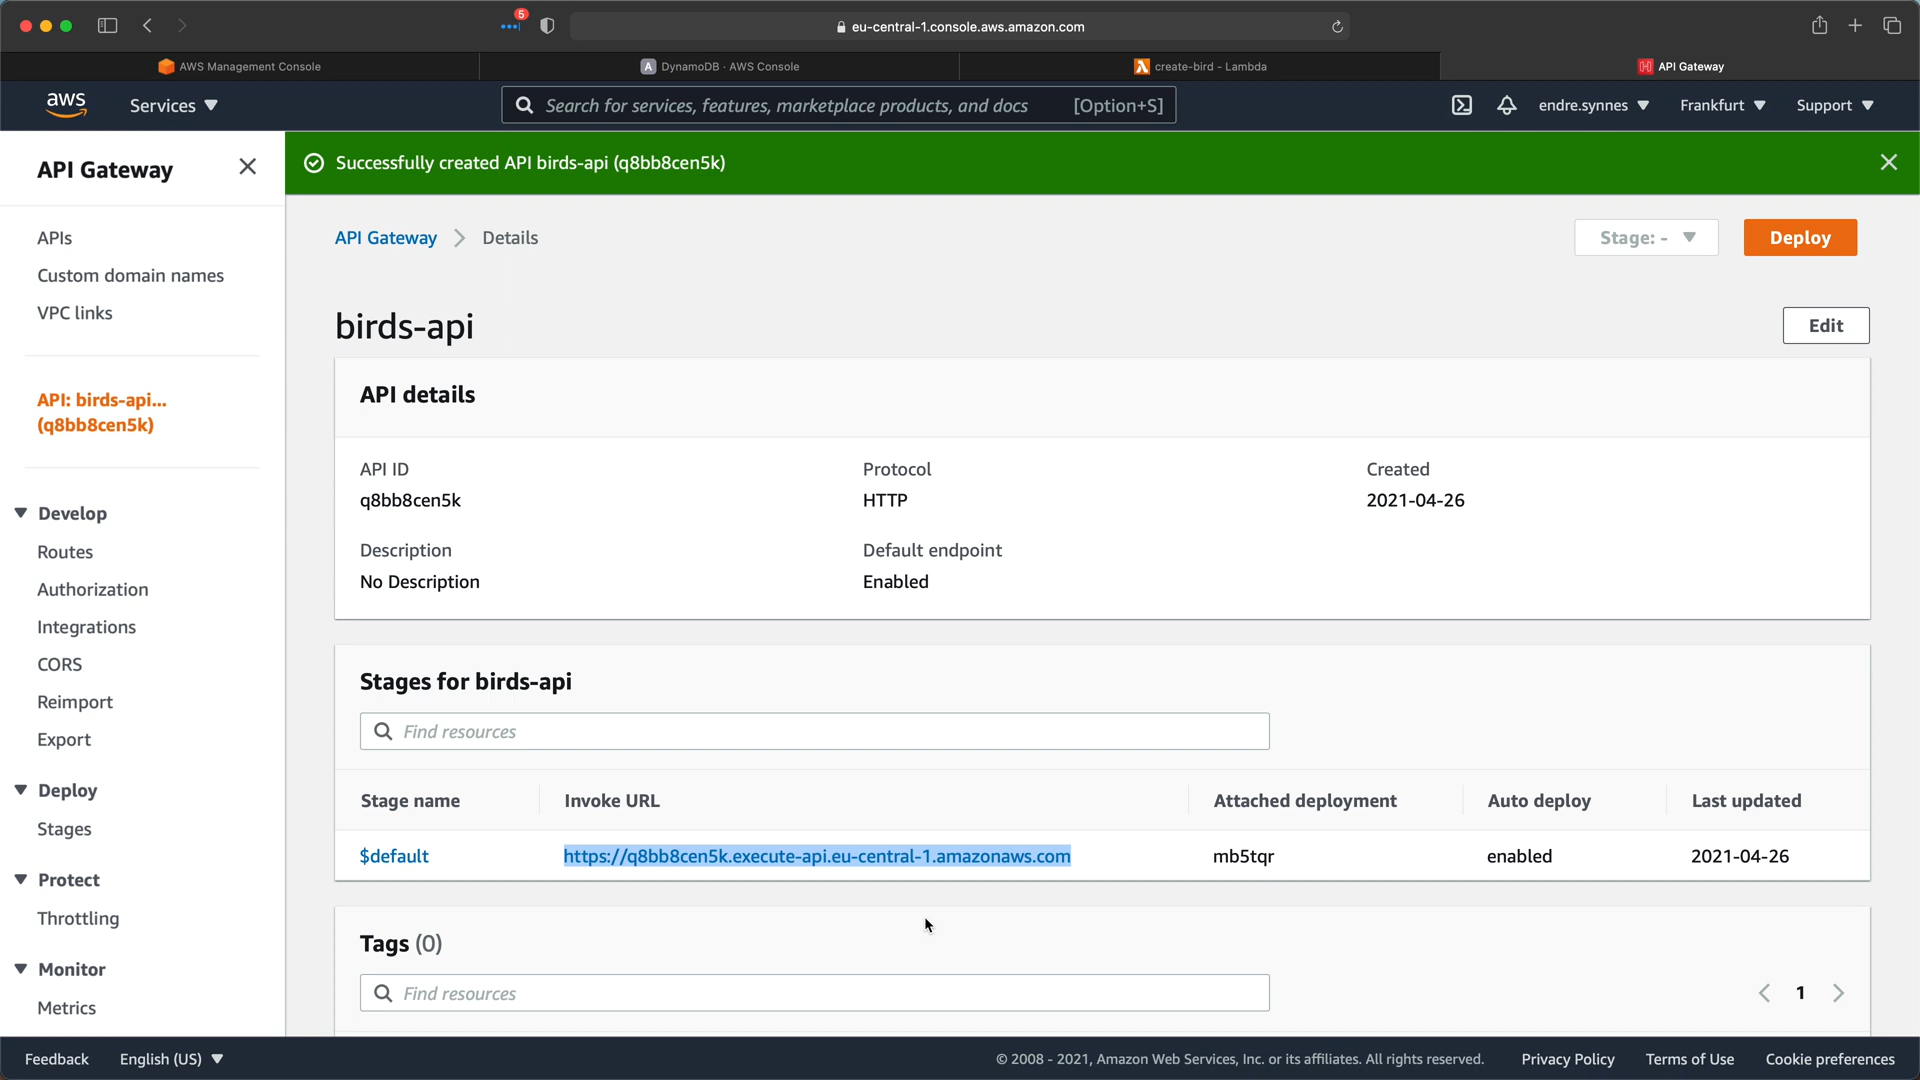 5
eu-central-1.console.aws.amazon.com
AWS Management Console
A DynamoDB · AWS Console
create-bird - Lambda
API Gateway
aws
Services
Search for services, features, marketplace products, and docs [Option+S]
endre.synnes
Frankfurt
Support
API Gateway
Successfully created API birds-api (q8bb8cen5k)
APIs
Custom domain names
VPC links
API: birds-api...
(q8bb8cen5k)
Develop
Routes
Authorization
Integrations
CORS
Reimport
Export
Deploy
Stages
Protect
Throttling
Monitor
Metrics
API Gateway Details
Stage: -
Deploy
birds-api
Edit
API details
API ID Protocol Created
q8bb8cen5k HTTP 2021-04-26
Description Default endpoint
No Description Enabled
Stages for birds-api
Find resources
Stage name Invoke URL Attached deployment Auto deploy Last updated
$default https://q8bb8cen5k.execute-api.eu-central-1.amazonaws.com mb5tqr enabled 2021-04-26
Tags (0)
Find resources
1
Feedback English (US)
© 2008 - 2021, Amazon Web Services, Inc. or its affiliates. All rights reserved. Privacy Policy Terms of Use Cookie preferences